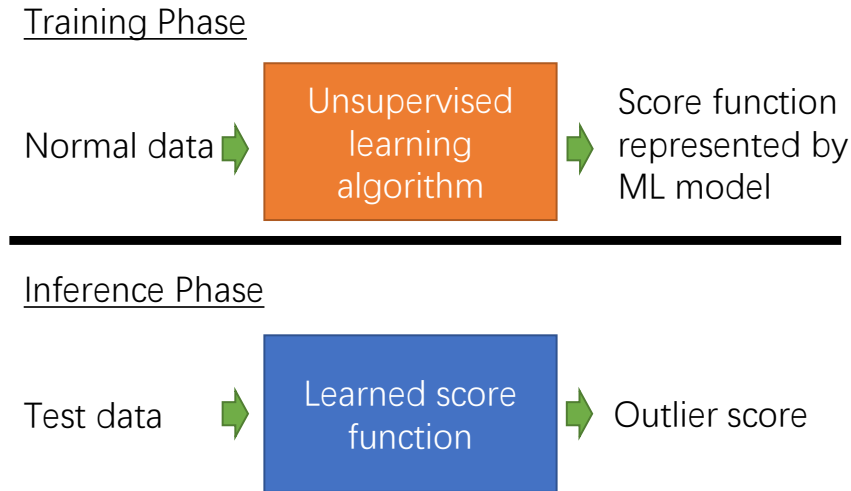 Training Phase
Normal data
Unsupervised
learning
algorithm
Score function
represented by
ML model
Inference Phase
Test data
Learned score
function
Outlier score